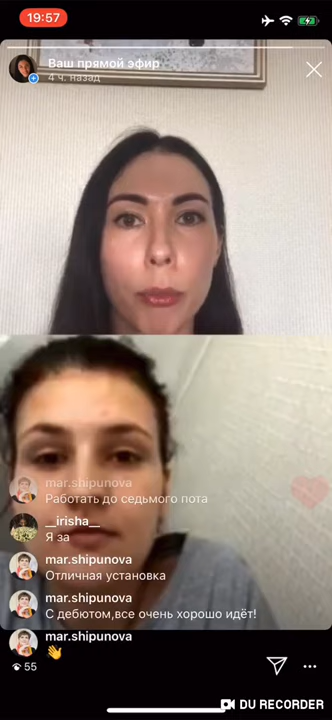 19:57
Ваш прямой эфир
4 ч. назад
mar.shipunova
Работать до седьмого пота
__irisha__
Я за
mar.shipunova
Отличная установка
mar.shipunova
С дебютом,все очень хорошо идёт!
mar.shipunova
👋
55
DU RECORDER